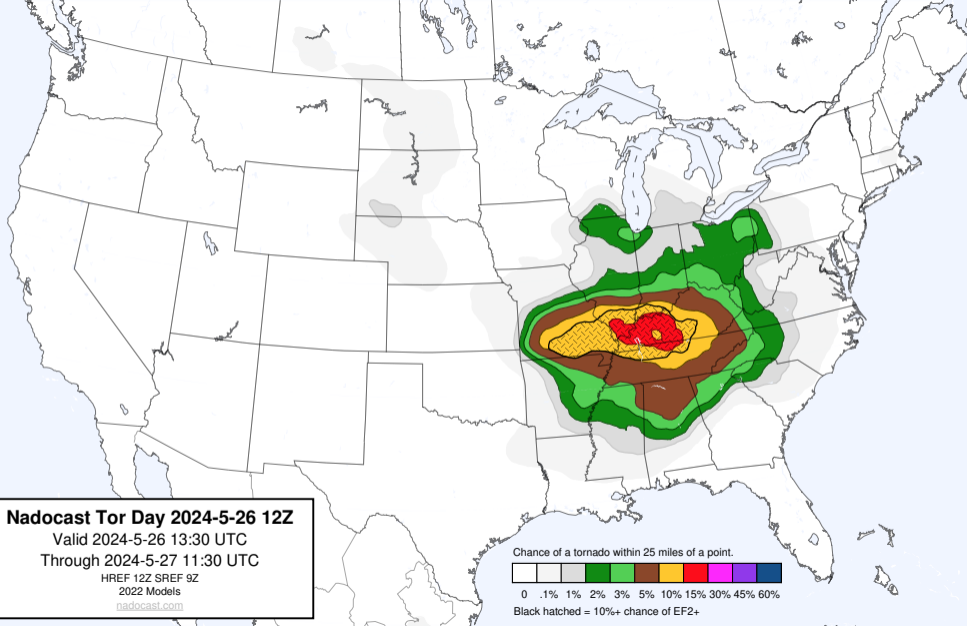 Nadocast Tor Day 2024-5-26 12Z
Valid 2024-5-26 13:30 UTC
Through 2024-5-27 11:30 UTC
HREF 12Z SREF 9Z
2022 Models
nadocast.com
Chance of a tornado within 25 miles of a point.
0 .1% 1% 2% 3% 5% 10% 15% 30% 45% 60%
Black hatched = 10%+ chance of EF2+